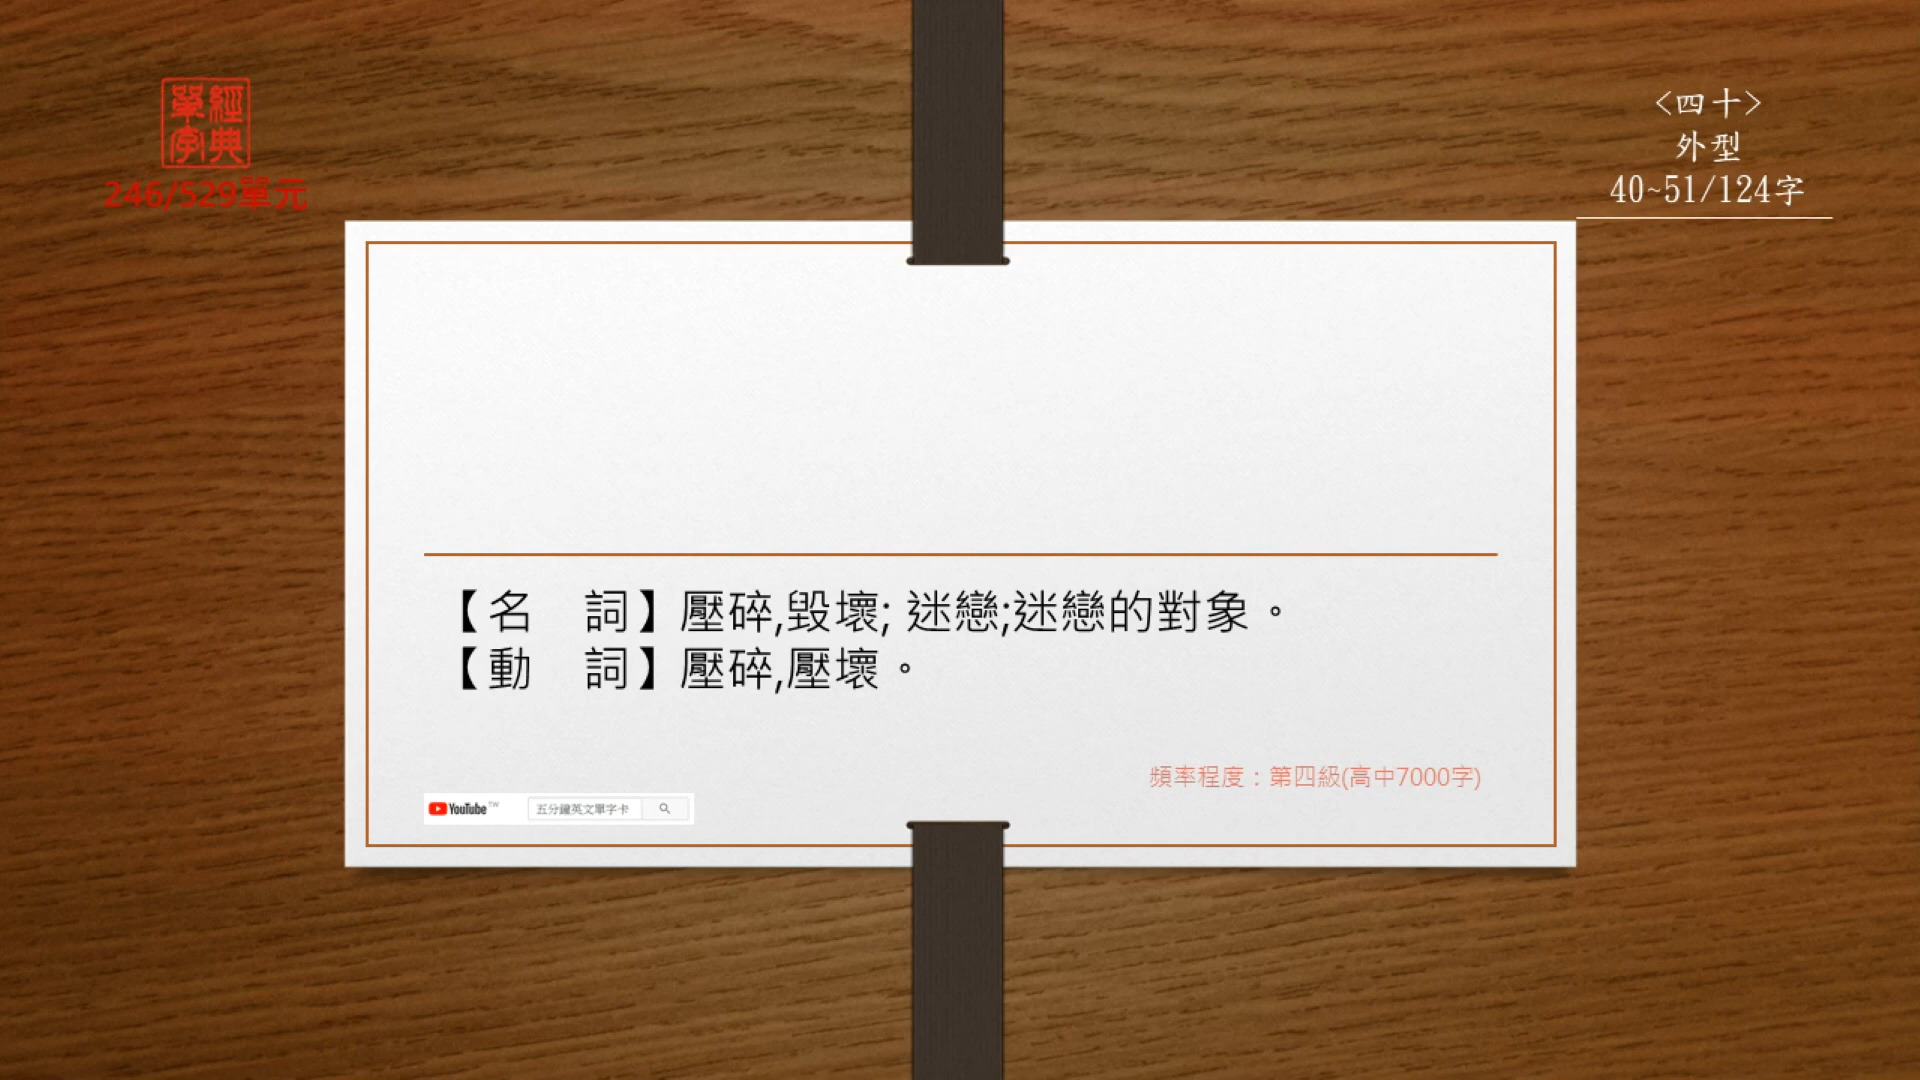 經典
單字
246/529單元
<四十>
外型
40~51/124字
【名　詞】壓碎,毀壞; 迷戀;迷戀的對象。
【動　詞】壓碎,壓壞。
頻率程度：第四級(高中7000字)
YouTube TW 五分鐘英文單字卡